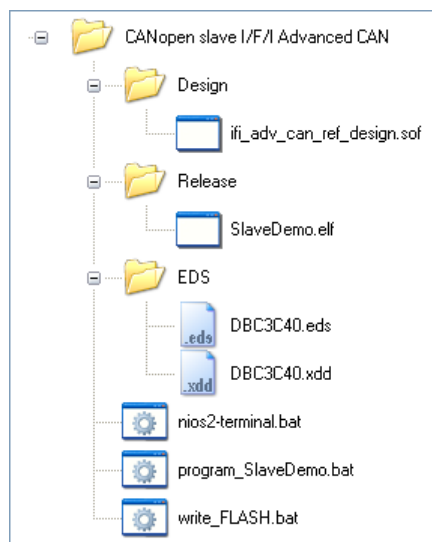 CANopen slave I/F/I Advanced CAN
Design
ifi_adv_can_ref_design.sof
Release
SlaveDemo.elf
EDS
.eds
DBC3C40.eds
.xdd
DBC3C40.xdd
nios2-terminal.bat
program_SlaveDemo.bat
write_FLASH.bat